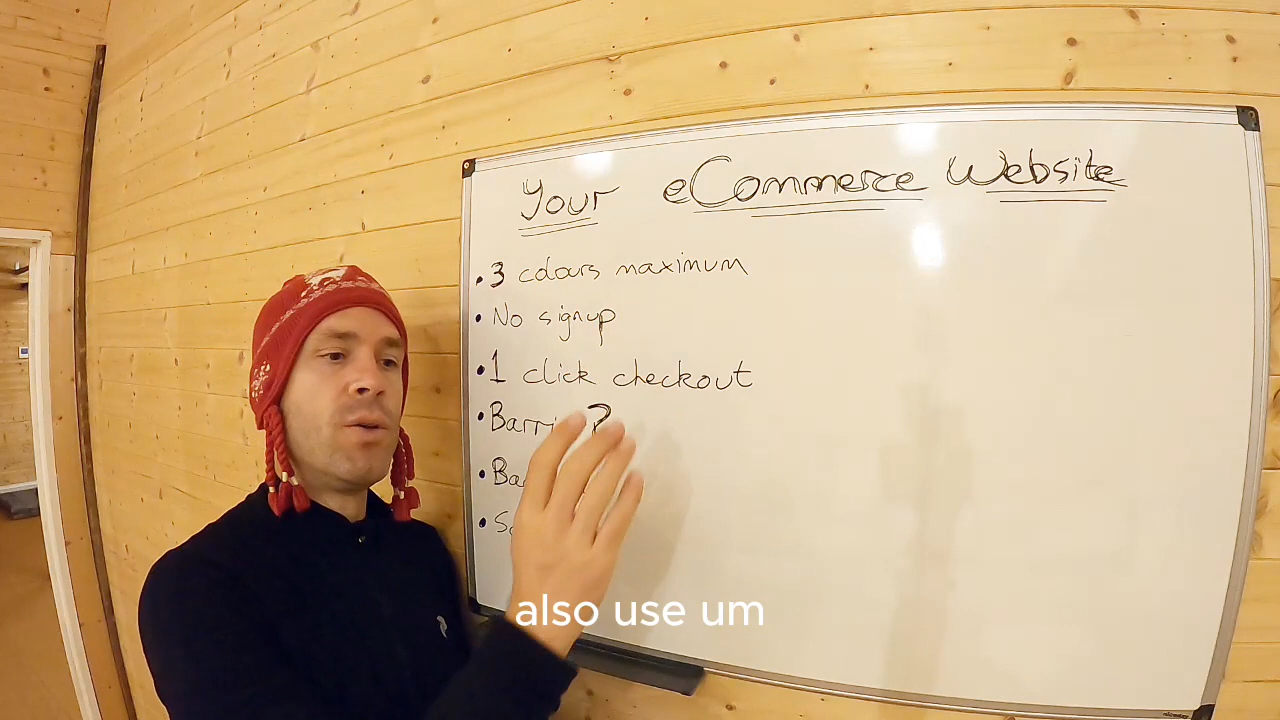 Your eCommerce Website
• 3 colours maximum
• No signup
• 1 click checkout
also use um